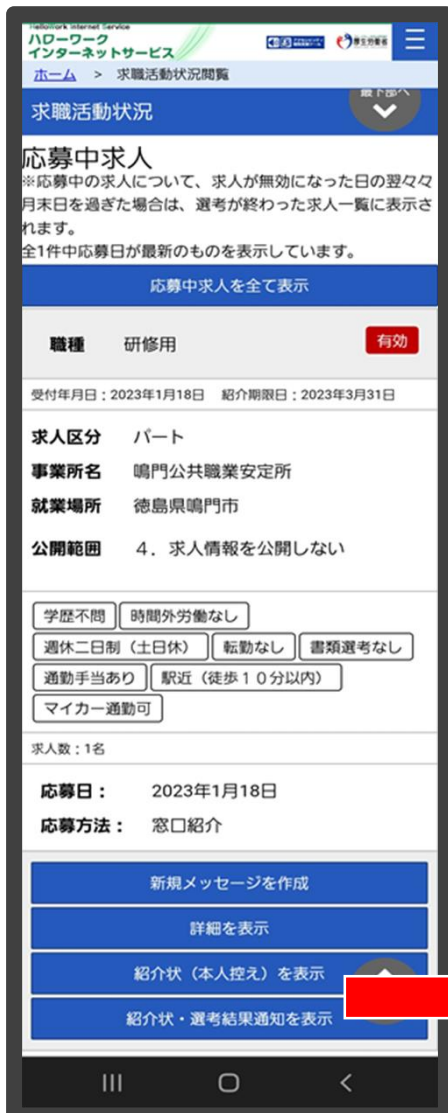 HelloWork Internet Service
ハローワーク
インターネットサービス
厚生労働省
ホーム > 求職活動状況閲覧
求職活動状況
最下部へ
応募中求人
※応募中の求人について、求人が無効になった日の翌々々
月末日を過ぎた場合は、選考が終わった求人一覧に表示さ
れます。
全1件中応募日が最新のものを表示しています。
応募中求人を全て表示
職種 研修用 有効
受付年月日:2023年1月18日 紹介期限日:2023年3月31日
求人区分 パート
事業所名 鳴門公共職業安定所
就業場所 徳島県鳴門市
公開範囲 4.求人情報を公開しない
学歴不問 時間外労働なし
週休二日制(土日休) 転勤なし 書類選考なし
通勤手当あり 駅近(徒歩10分以内)
マイカー通勤可
求人数:1名
応募日: 2023年1月18日
応募方法: 窓口紹介
新規メッセージを作成
詳細を表示
紹介状(本人控え)を表示
紹介状・選考結果通知を表示